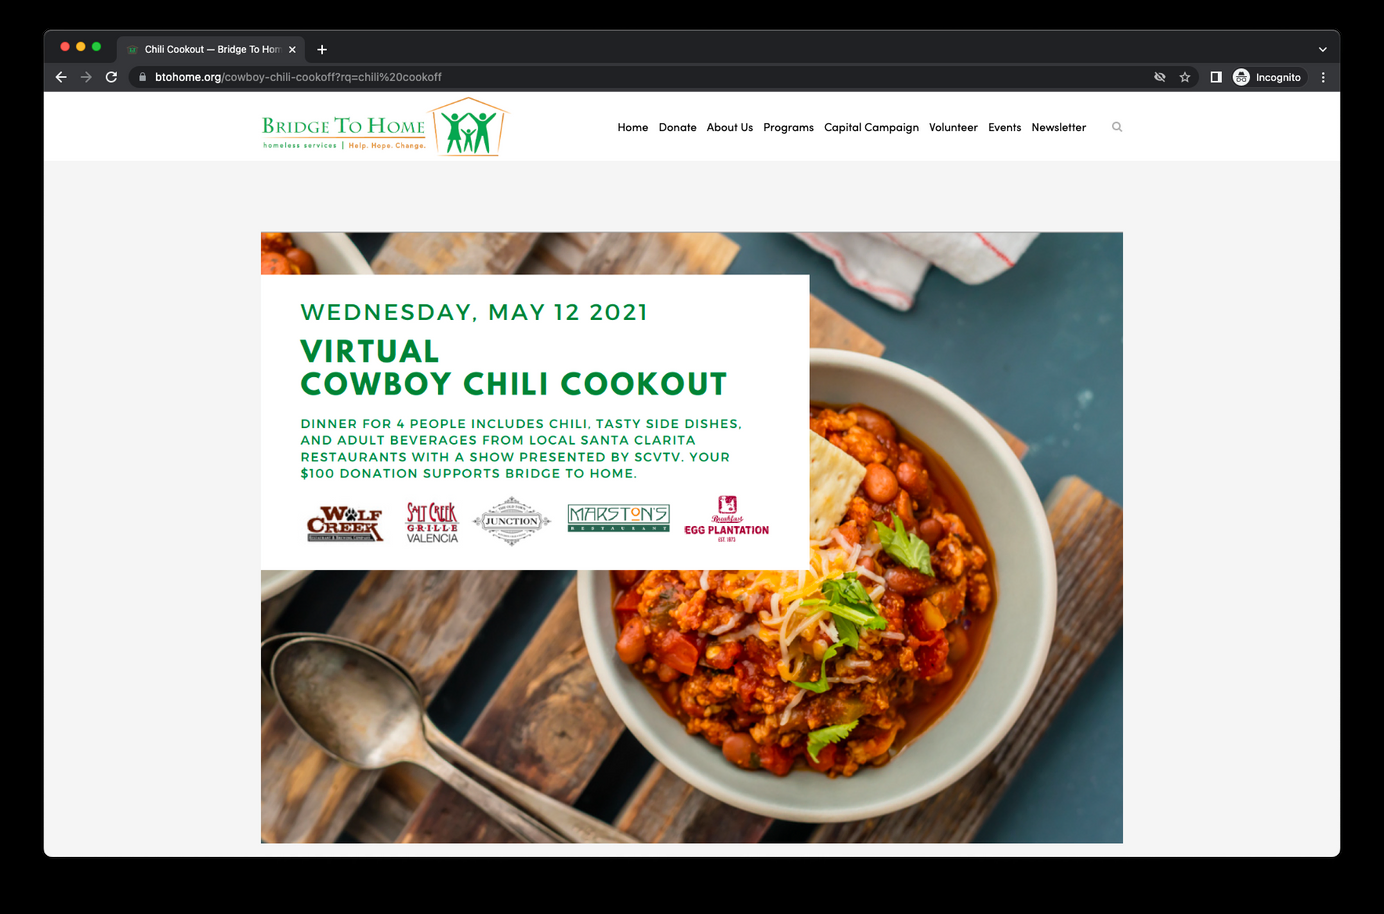 Chili Cookout — Bridge To Hom
btohome.org/cowboy-chili-cookoff?rq=chili%20cookoff
Incognito
BRIDGE TO HOME
homeless services | Help. Hope. Change.
Home Donate About Us Programs Capital Campaign Volunteer Events Newsletter
WEDNESDAY, MAY 12 2021
VIRTUAL
COWBOY CHILI COOKOUT
DINNER FOR 4 PEOPLE INCLUDES CHILI, TASTY SIDE DISHES,
AND ADULT BEVERAGES FROM LOCAL SANTA CLARITA
RESTAURANTS WITH A SHOW PRESENTED BY SCVTV. YOUR
$100 DONATION SUPPORTS BRIDGE TO HOME.
WOLF
CREEK
RESTAURANT & BREWING COMPANY
SALT CREEK
GRILLE
VALENCIA
JUNCTION
MARSTON'S
RESTAURANT
Breakfast
EGG PLANTATION